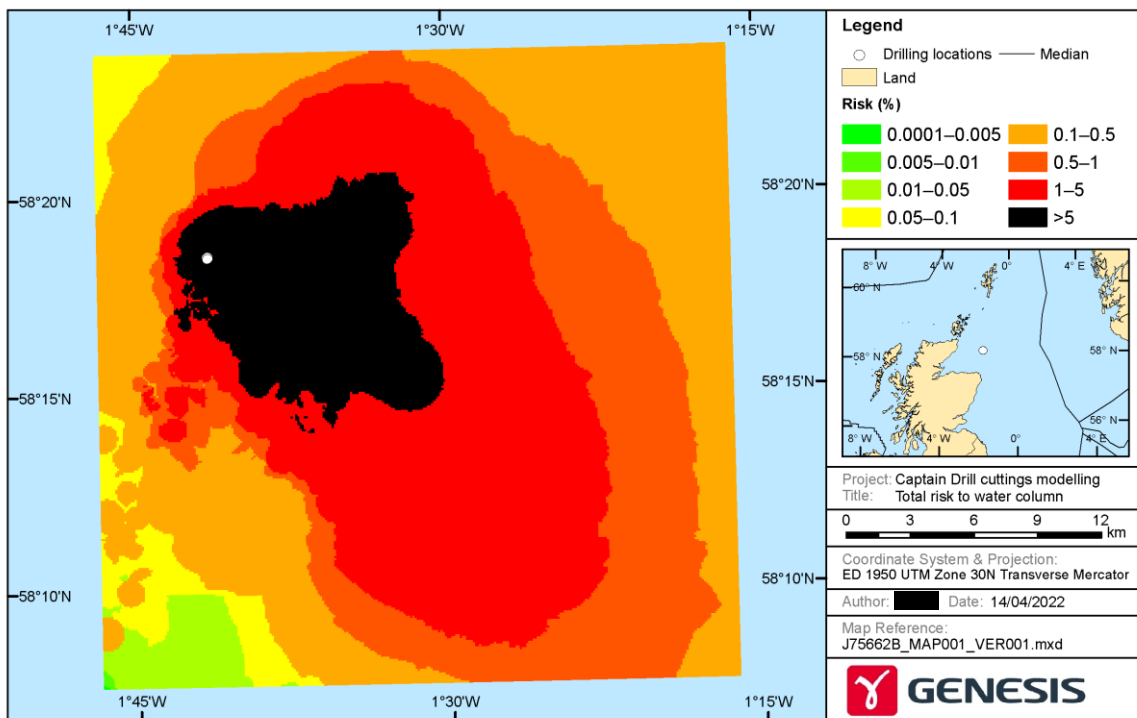 1°45'W 1°30'W 1°15'W
58°20'N 58°20'N
58°15'N 58°15'N
58°10'N 58°10'N
1°45'W 1°30'W 1°15'W
Legend
Drilling locations Median
Land
Risk (%)
0.0001–0.005 0.1–0.5
0.005–0.01 0.5–1
0.01–0.05 1–5
0.05–0.1 >5
8° W 4° W 0° 4° E
60° N
58° N 58° N
56° N
8° W 4° W 0° 4° E
Project: Captain Drill cuttings modelling
Title: Total risk to water column
0 3 6 9 12
km
Coordinate System & Projection:
ED 1950 UTM Zone 30N Transverse Mercator
Author: Date: 14/04/2022
Map Reference:
J75662B_MAP001_VER001.mxd
GENESIS